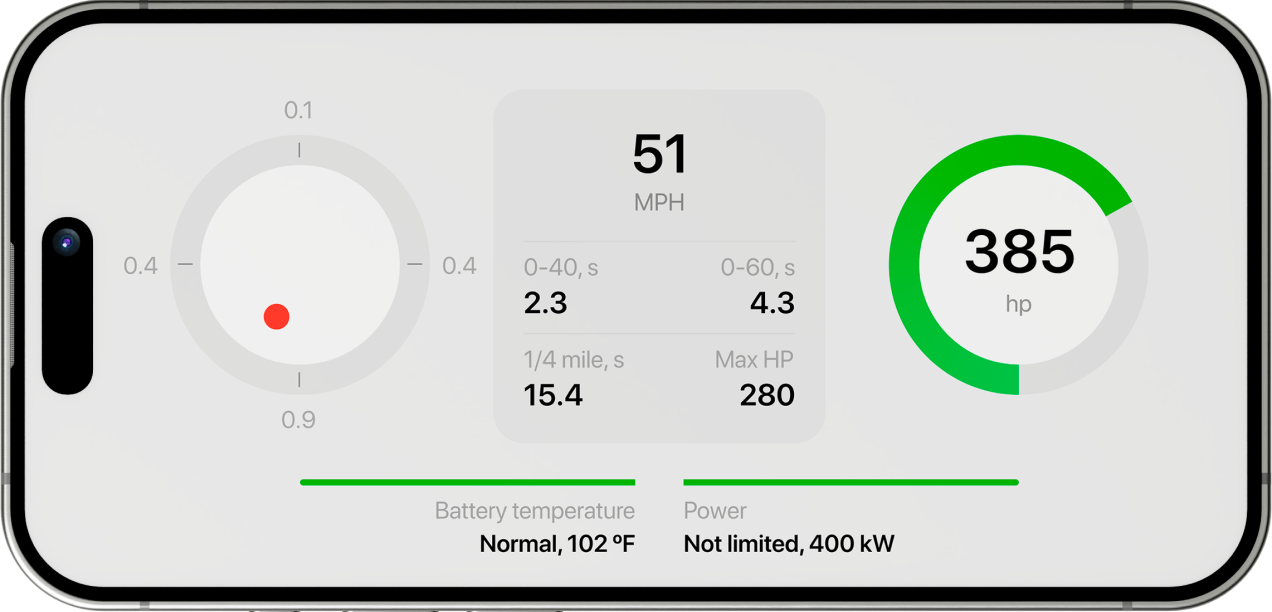 0.1
0.4
0.4
0.9
51
MPH
0-40, s
0-60, s
2.3
4.3
1/4 mile, s
Max HP
15.4
280
385
hp
Battery temperature
Normal, 102 ºF
Power
Not limited, 400 kW